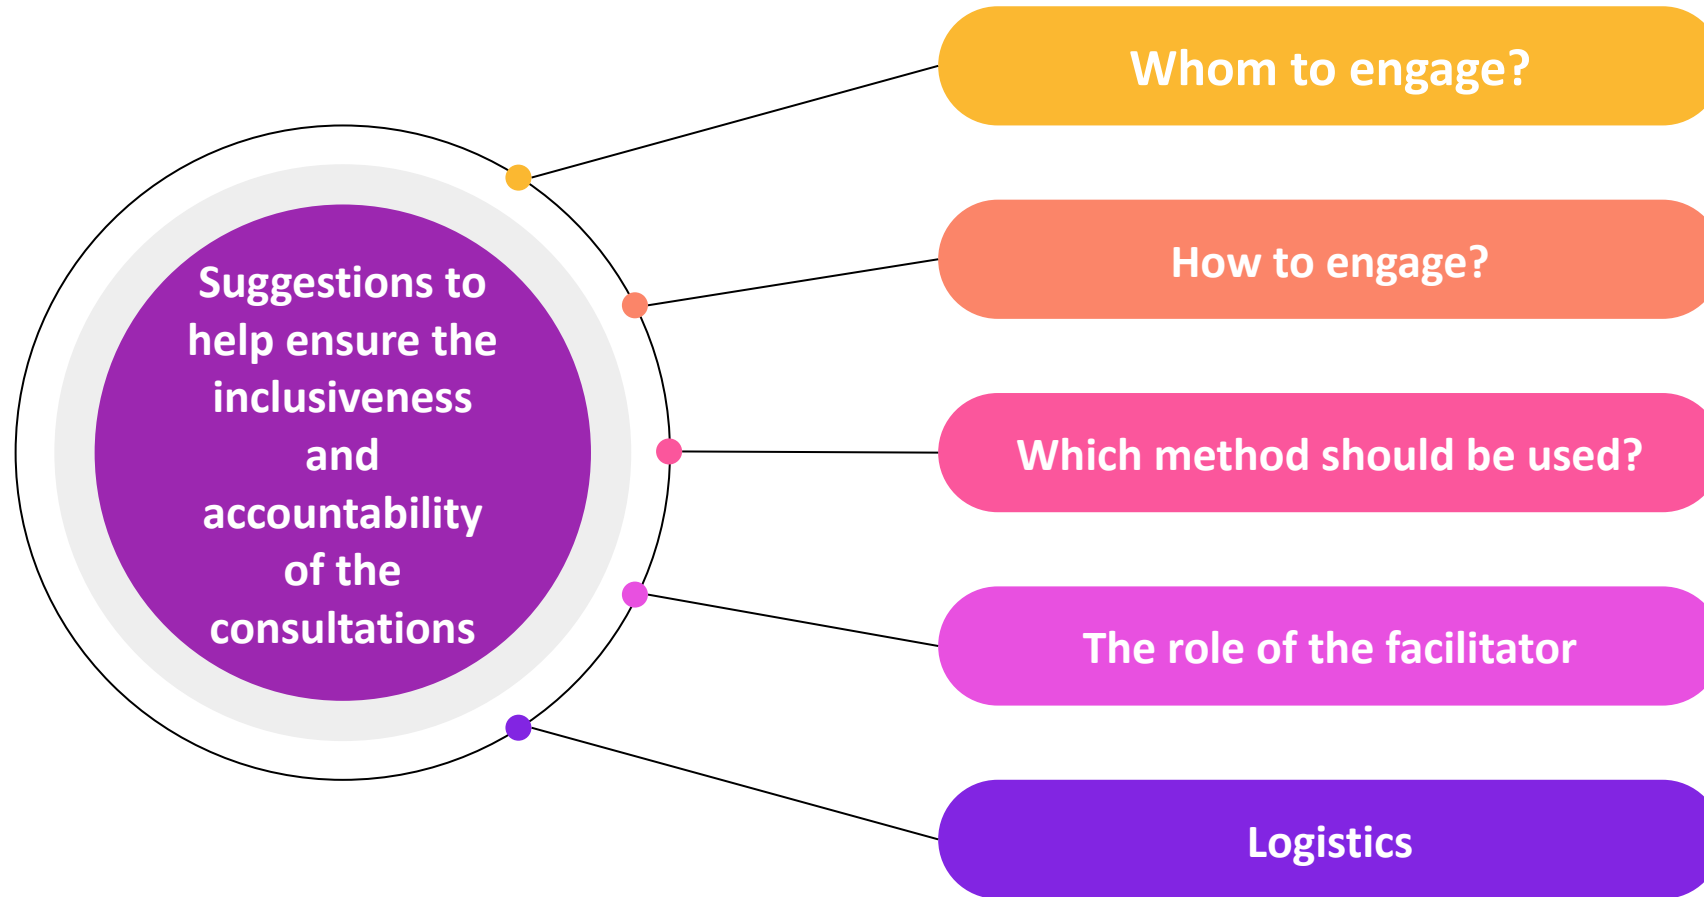 Suggestions to
help ensure the
inclusiveness
and
accountability
of the
consultations
Whom to engage?
How to engage?
Which method should be used?
The role of the facilitator
Logistics